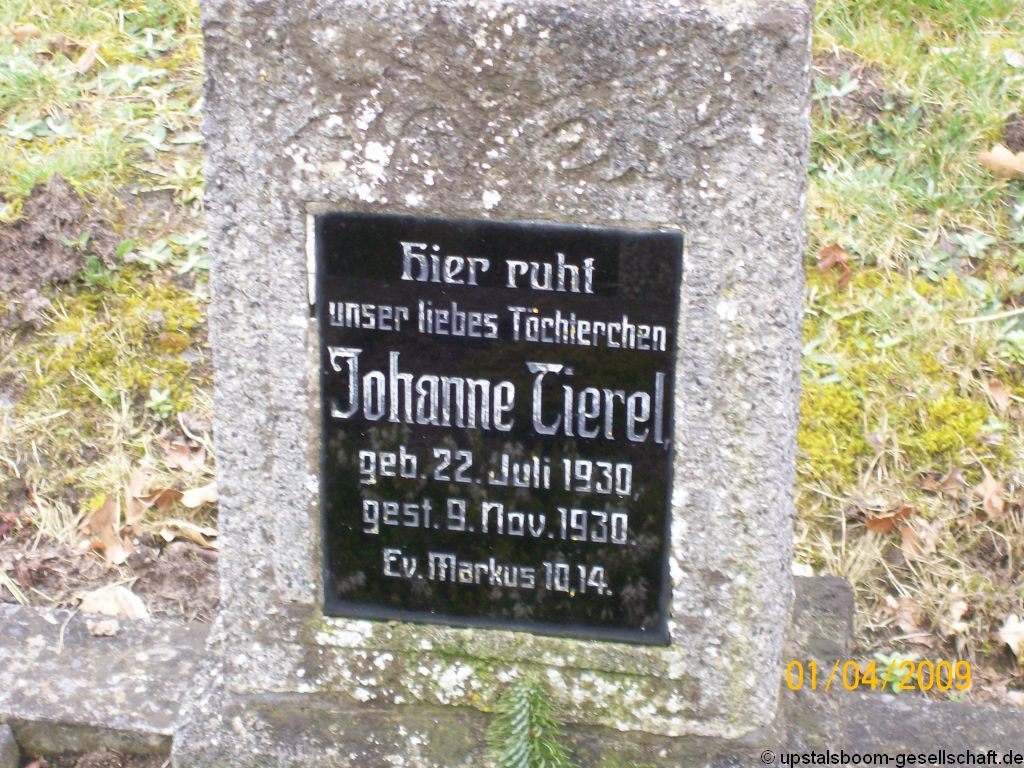 Hier ruht
unser liebes Töchterchen
Johanne Tierel,
geb. 22. Juli 1930,
gest. 9. Nov. 1930.
Ev. Markus 10,14.
01/04/2009
© upstalsboom-gesellschaft.de